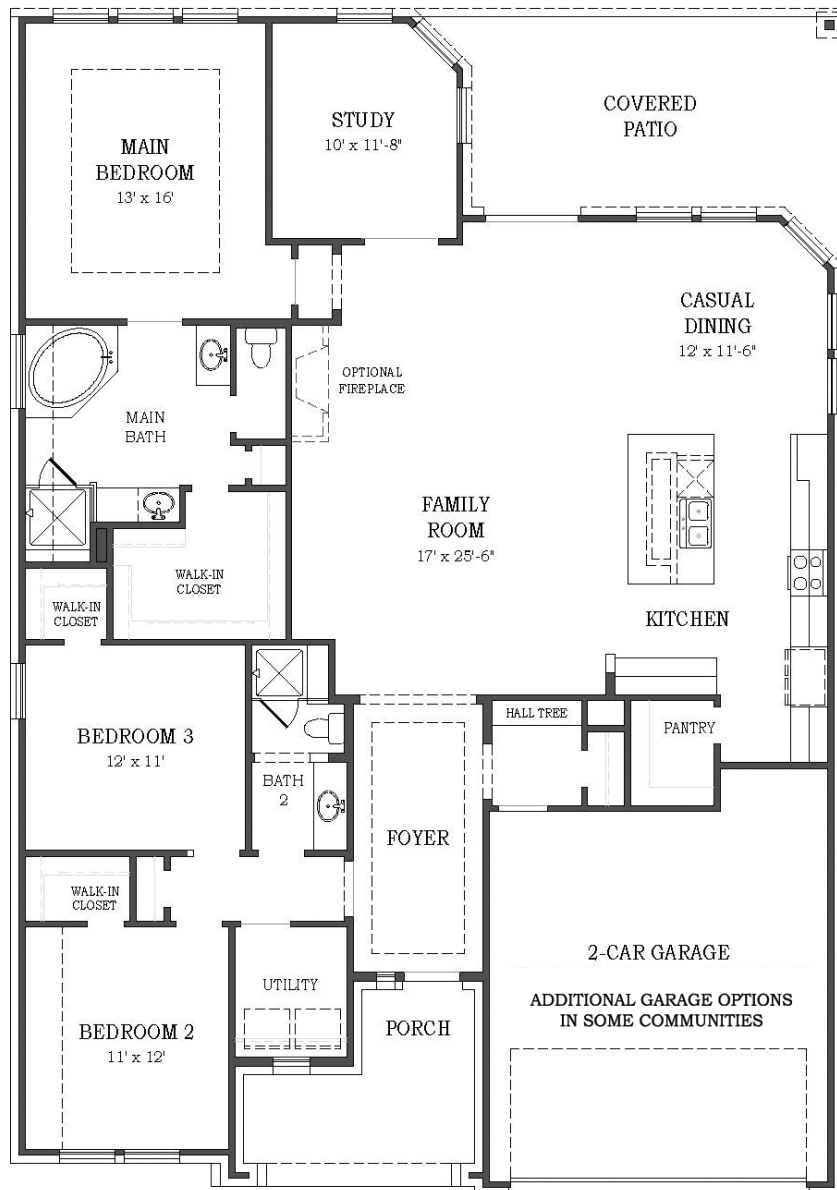 MAIN
BEDROOM
13' x 16'
STUDY
10' x 11'-8"
COVERED
PATIO
CASUAL
DINING
12' x 11'-6"
OPTIONAL
FIREPLACE
MAIN
BATH
FAMILY
ROOM
17' x 25'-6"
WALK-IN
CLOSET
WALK-IN
CLOSET
KITCHEN
BEDROOM 3
12' x 11'
HALL TREE
PANTRY
BATH
2
FOYER
WALK-IN
CLOSET
2-CAR GARAGE
UTILITY
ADDITIONAL GARAGE OPTIONS
IN SOME COMMUNITIES
BEDROOM 2
11' x 12'
PORCH